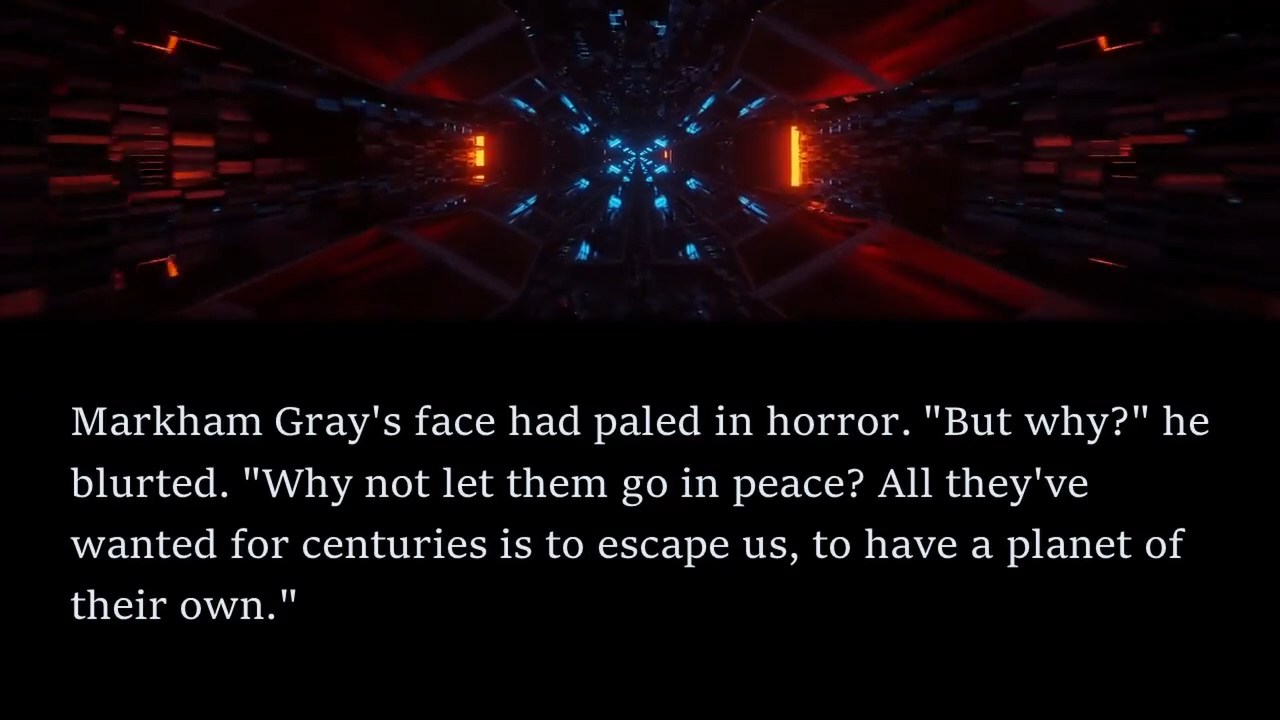 Markham Gray's face had paled in horror. "But why?" he
blurted. "Why not let them go in peace? All they've
wanted for centuries is to escape us, to have a planet of
their own."